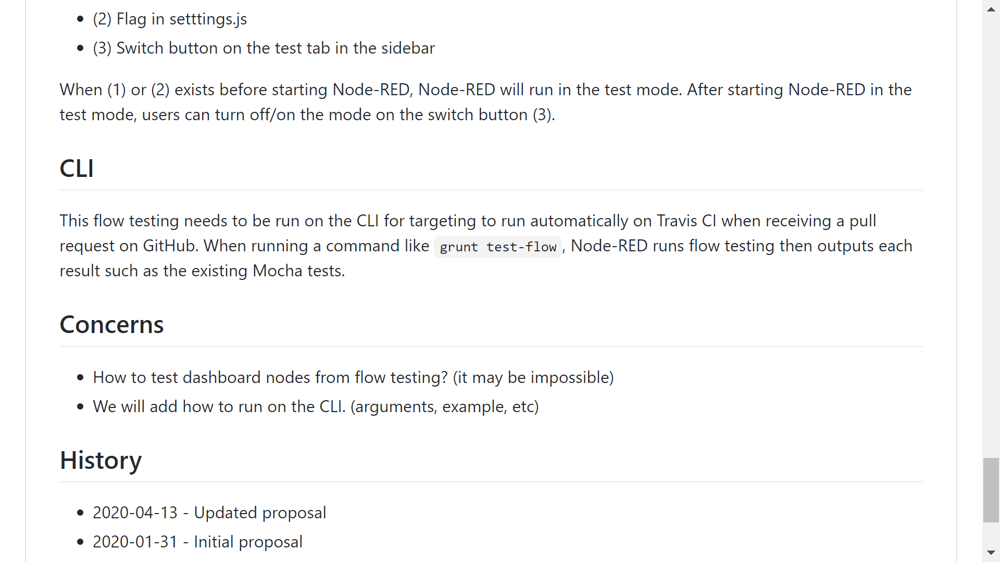 (2) Flag in setttings.js
(3) Switch button on the test tab in the sidebar
When (1) or (2) exists before starting Node-RED, Node-RED will run in the test mode. After starting Node-RED in the
test mode, users can turn off/on the mode on the switch button (3).
CLI
This flow testing needs to be run on the CLI for targeting to run automatically on Travis CI when receiving a pull
request on GitHub. When running a command like grunt test-flow, Node-RED runs flow testing then outputs each
result such as the existing Mocha tests.
Concerns
How to test dashboard nodes from flow testing? (it may be impossible)
We will add how to run on the CLI. (arguments, example, etc)
History
2020-04-13 - Updated proposal
2020-01-31 - Initial proposal